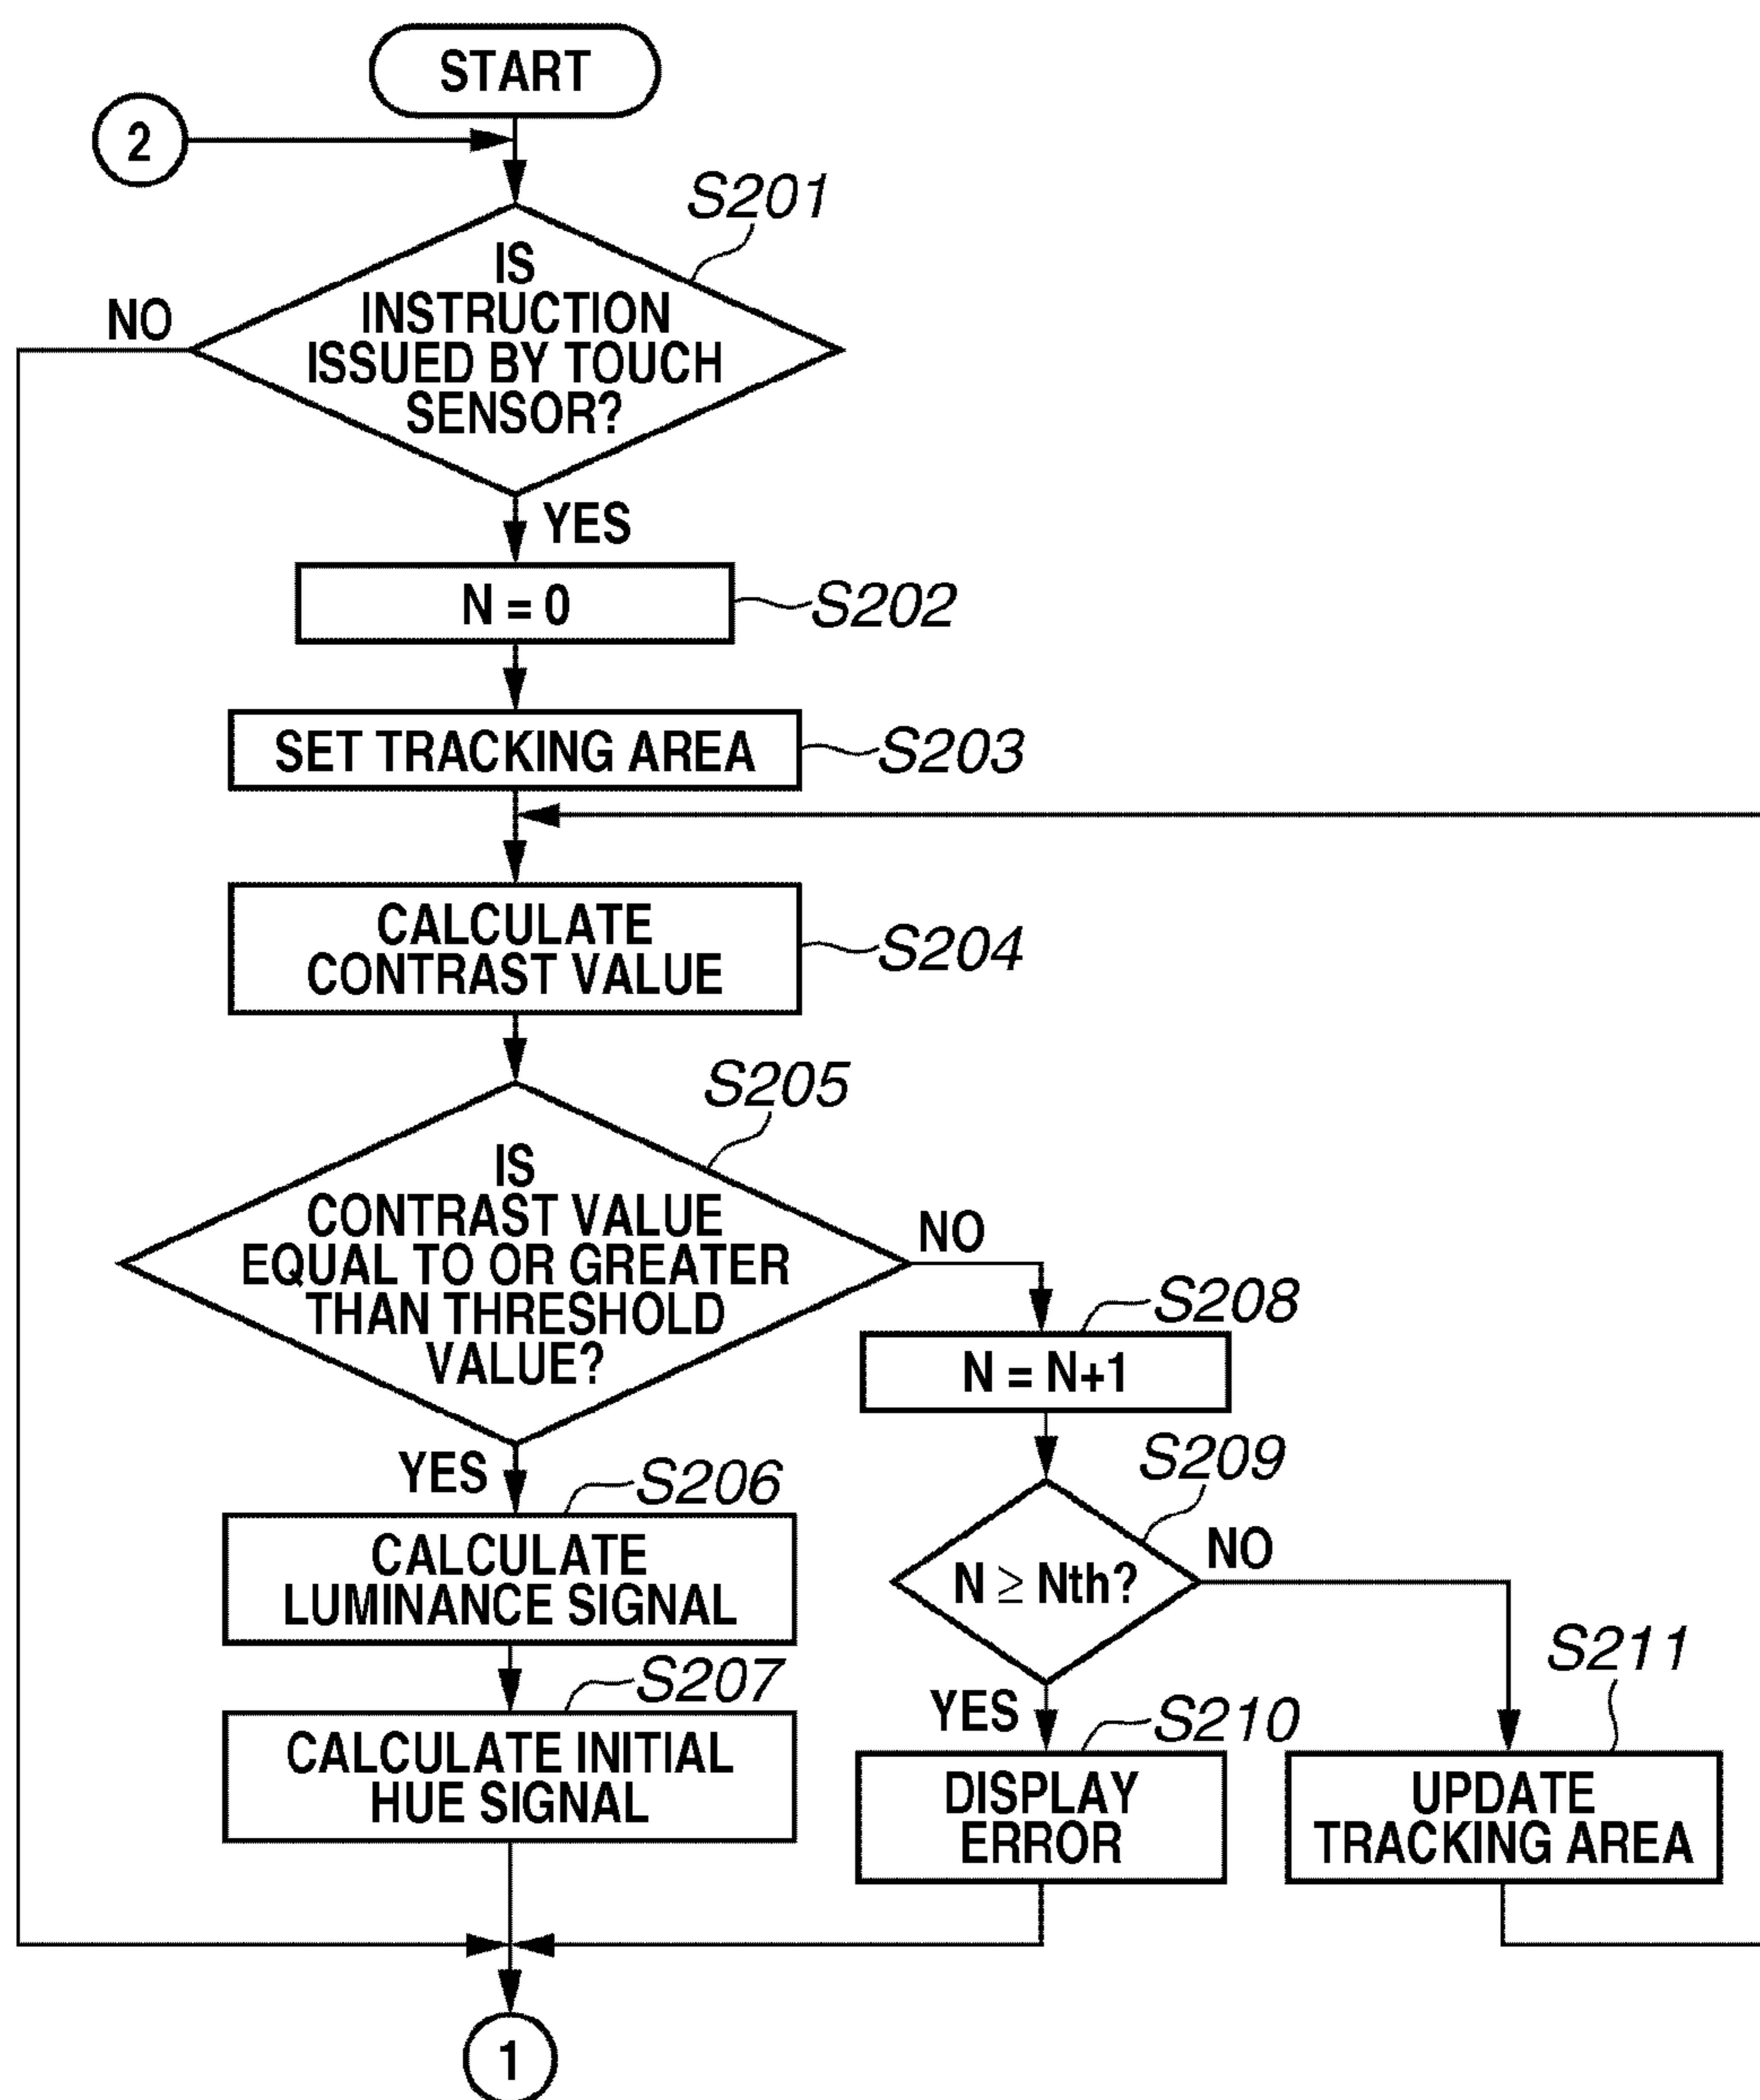 START
2
S201
IS
INSTRUCTION
ISSUED BY TOUCH
SENSOR?
NO
YES
N = 0
S202
SET TRACKING AREA
S203
CALCULATE
CONTRAST VALUE
S204
S205
IS
CONTRAST VALUE
EQUAL TO OR GREATER
THAN THRESHOLD
VALUE?
NO
YES
S208
N = N+1
S206
CALCULATE
LUMINANCE SIGNAL
S209
N ≥ Nth?
NO
YES
S207
CALCULATE INITIAL
HUE SIGNAL
S210
DISPLAY
ERROR
S211
UPDATE
TRACKING AREA
1